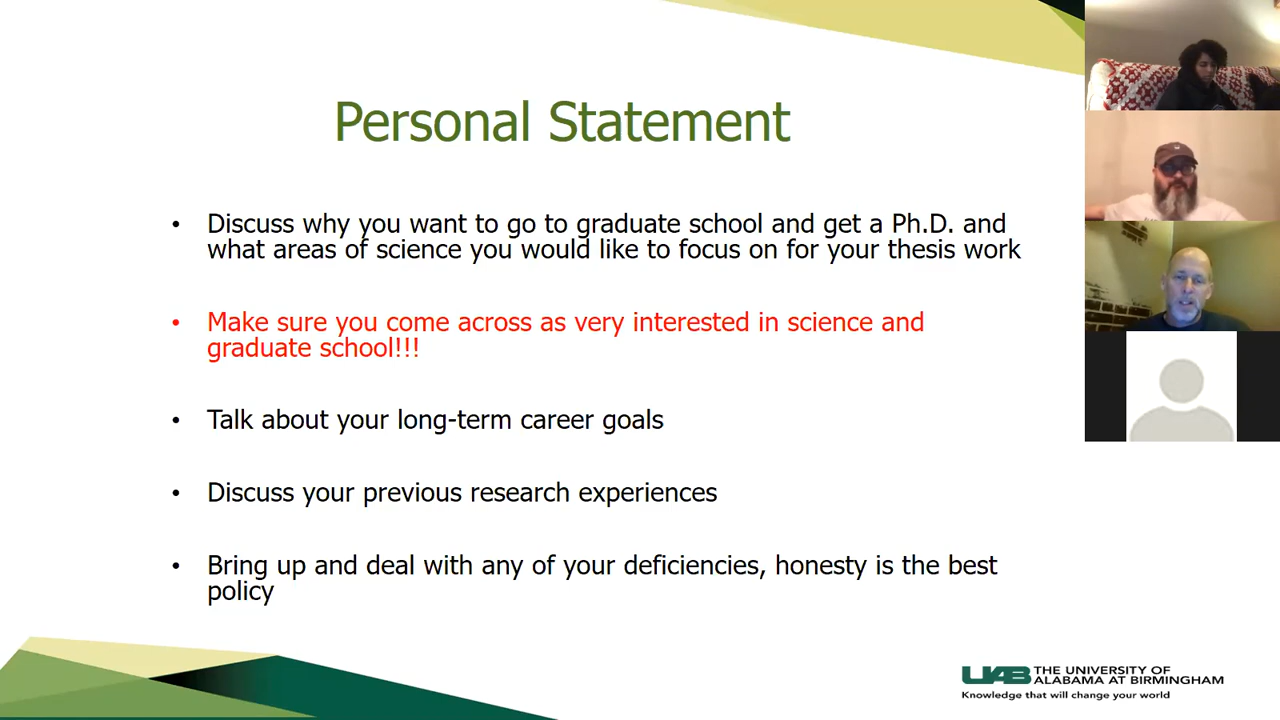 Personal Statement
• Discuss why you want to go to graduate school and get a Ph.D. and
what areas of science you would like to focus on for your thesis work
• Make sure you come across as very interested in science and
graduate school!!!
• Talk about your long-term career goals
• Discuss your previous research experiences
• Bring up and deal with any of your deficiencies, honesty is the best
policy
UAB THE UNIVERSITY OF
ALABAMA AT BIRMINGHAM
Knowledge that will change your world